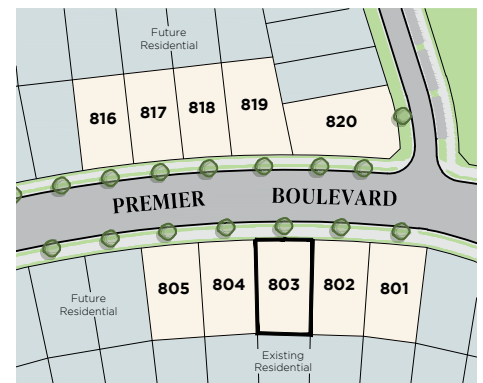 Future
Residential
816 817 818 819 820
PREMIER BOULEVARD
805 804 803 802 801
Future
Residential
Existing
Residential